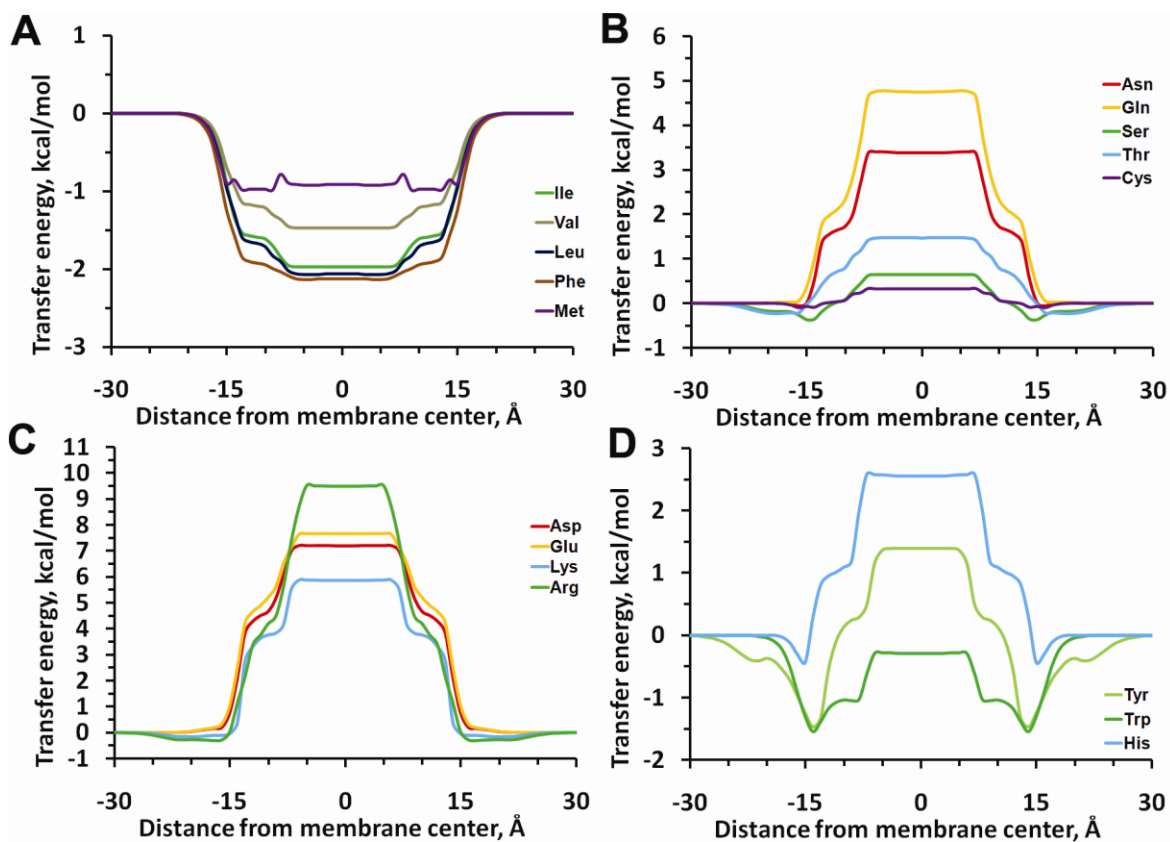 A
Transfer energy, kcal/mol
1
0
-1
-2
-3
-30
-15
0
15
30
Distance from membrane center, Å
Ile
Val
Leu
Phe
Met
B
Transfer energy, kcal/mol
6
5
4
3
2
1
0
-1
-30
-15
0
15
30
Distance from membrane center, Å
Asn
Gln
Ser
Thr
Cys
C
Transfer energy, kcal/mol
11
10
9
8
7
6
5
4
3
2
1
0
-1
-30
-15
0
15
30
Distance from membrane center, Å
Asp
Glu
Lys
Arg
D
Transfer energy, kcal/mol
3
2
1
0
-1
-2
-30
-15
0
15
30
Distance from membrane center, Å
Tyr
Trp
His